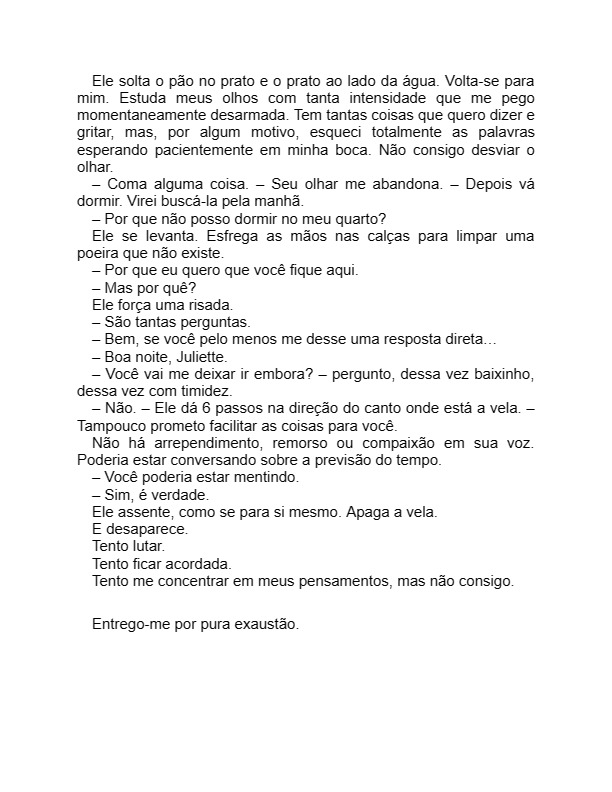 Ele solta o pão no prato e o prato ao lado da água. Volta-se para
mim. Estuda meus olhos com tanta intensidade que me pego
momentaneamente desarmada. Tem tantas coisas que quero dizer e
gritar, mas, por algum motivo, esqueci totalmente as palavras
esperando pacientemente em minha boca. Não consigo desviar o
olhar.
– Coma alguma coisa. – Seu olhar me abandona. – Depois vá
dormir. Virei buscá-la pela manhã.
– Por que não posso dormir no meu quarto?
Ele se levanta. Esfrega as mãos nas calças para limpar uma
poeira que não existe.
– Por que eu quero que você fique aqui.
– Mas por quê?
Ele força uma risada.
– São tantas perguntas.
– Bem, se você pelo menos me desse uma resposta direta…
– Boa noite, Juliette.
– Você vai me deixar ir embora? – pergunto, dessa vez baixinho,
dessa vez com timidez.
– Não. – Ele dá 6 passos na direção do canto onde está a vela. –
Tampouco prometo facilitar as coisas para você.
Não há arrependimento, remorso ou compaixão em sua voz.
Poderia estar conversando sobre a previsão do tempo.
– Você poderia estar mentindo.
– Sim, é verdade.
Ele assente, como se para si mesmo. Apaga a vela.
E desaparece.
Tento lutar.
Tento ficar acordada.
Tento me concentrar em meus pensamentos, mas não consigo.
Entrego-me por pura exaustão.